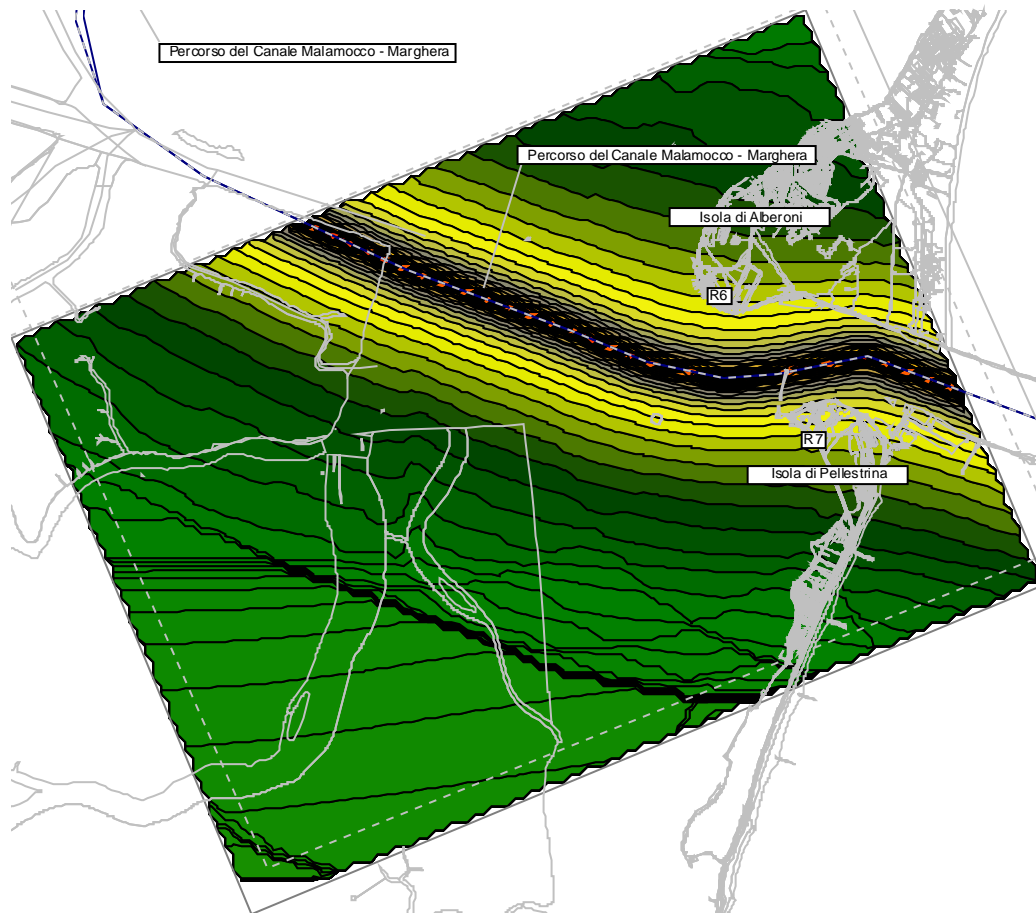 Percorso del Canale Malamocco - Marghera
Percorso del Canale Malamocco - Marghera
Isola di Alberoni
R6
R7
Isola di Pellestrina